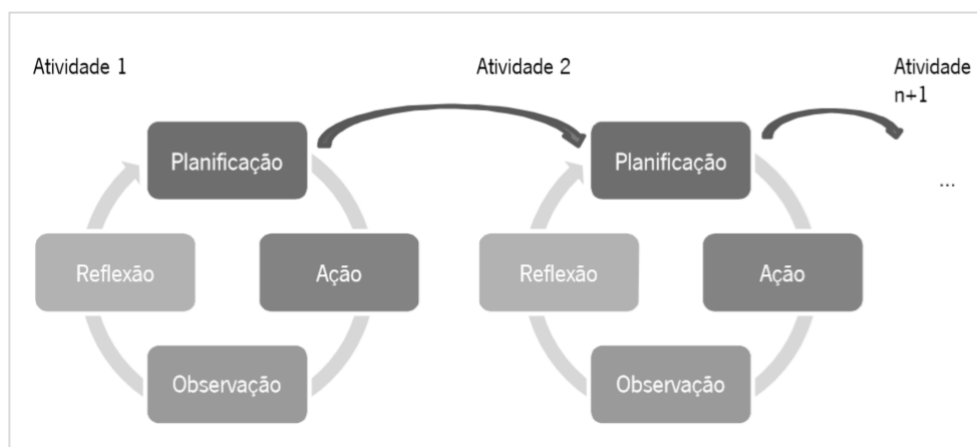 Atividade 1
Atividade 2
Atividade
n+1
Planificação
Planificação
...
Reflexão
Ação
Reflexão
Ação
Observação
Observação